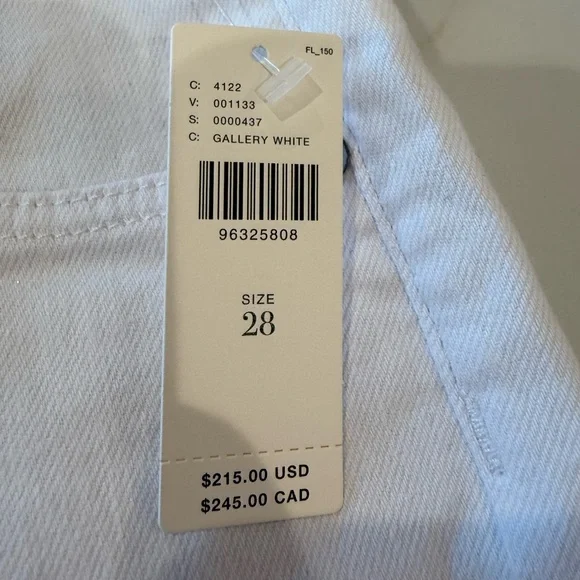 FL_150
C: 4122
V: 001133
S: 0000437
C: GALLERY WHITE
96325808
SIZE
28
$215.00 USD
$245.00 CAD